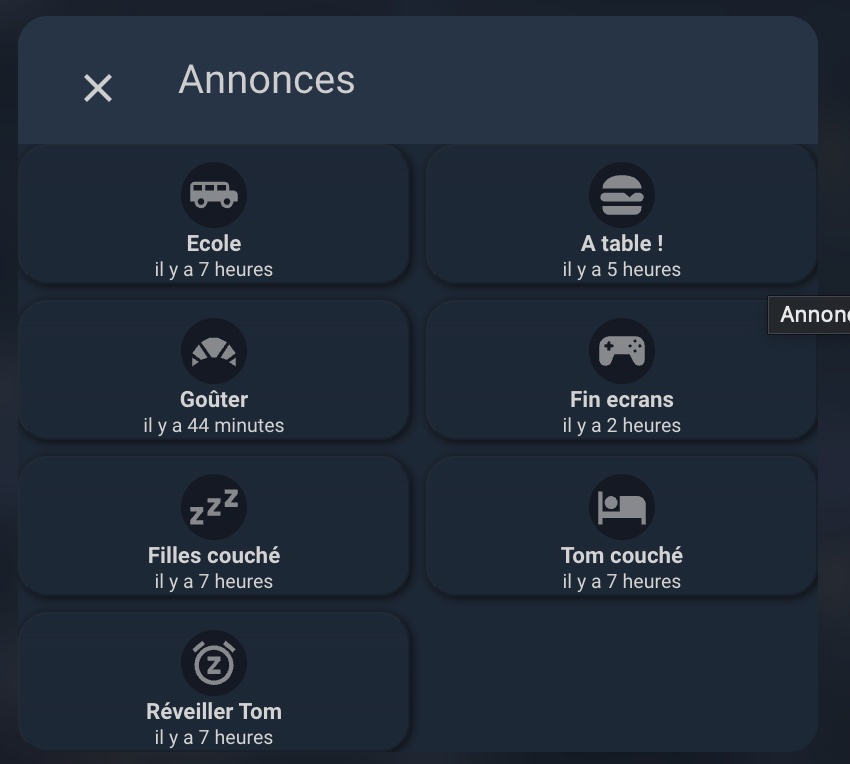 Annonces
Ecole
il y a 7 heures
A table !
il y a 5 heures
Annon
Goûter
il y a 44 minutes
Fin ecrans
il y a 2 heures
Filles couché
il y a 7 heures
Tom couché
il y a 7 heures
Réveiller Tom
il y a 7 heures